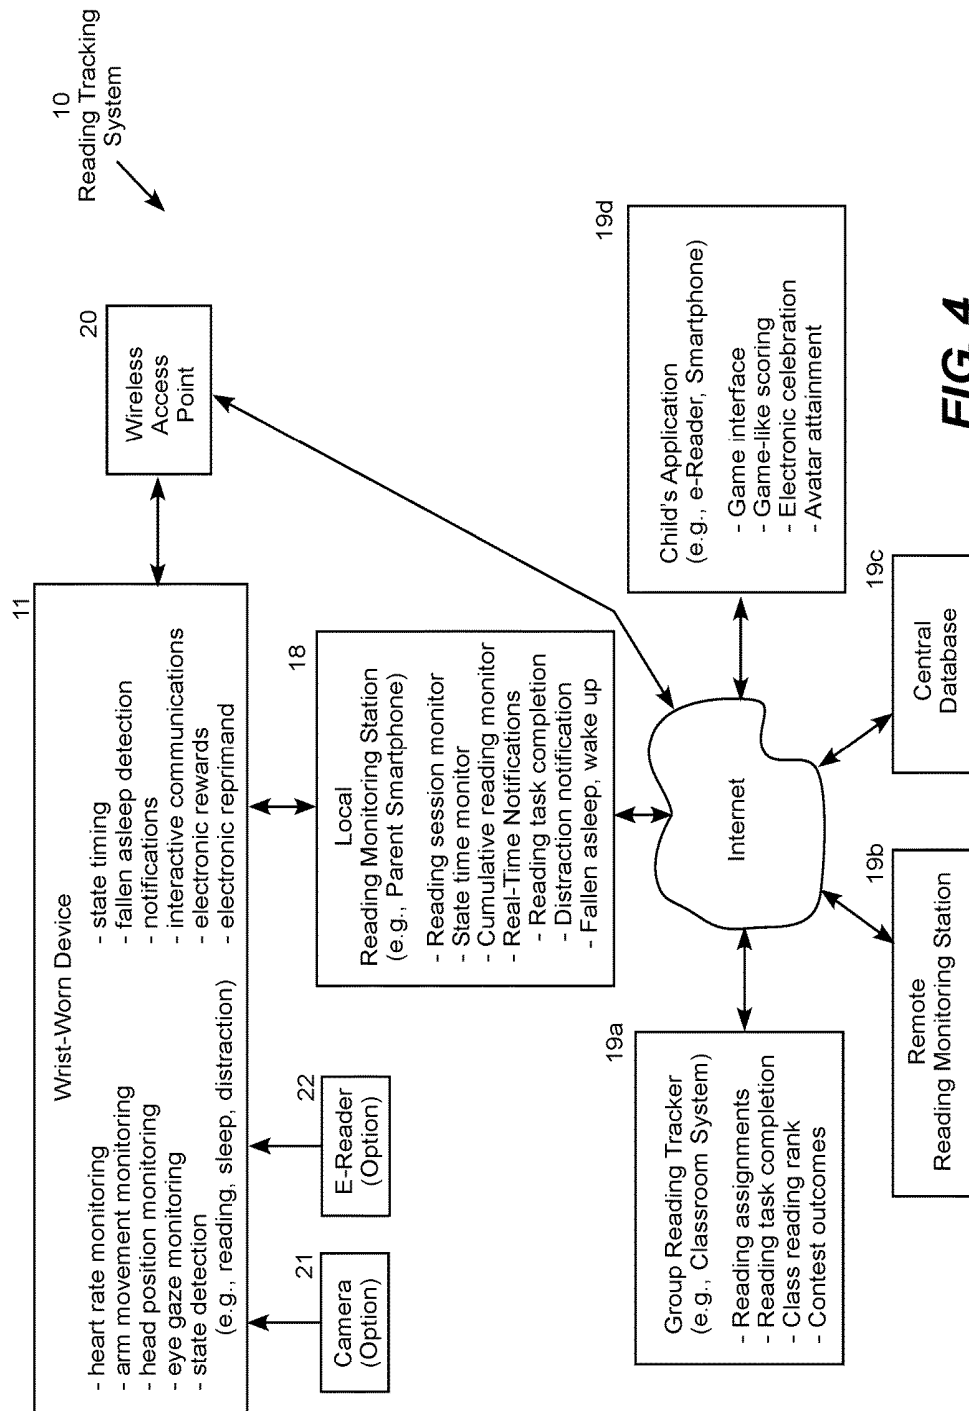 10
Reading Tracking
System
11
Wrist-Worn Device
- heart rate monitoring
- arm movement monitoring
- head position monitoring
- eye gaze monitoring
- state detection
(e.g., reading, sleep, distraction)
- state timing
- fallen asleep detection
- notifications
- interactive communications
- electronic rewards
- electronic reprimand
20
Wireless
Access
Point
21
Camera
(Option)
22
E-Reader
(Option)
18
Local
Reading Monitoring Station
(e.g., Parent Smartphone)
- Reading session monitor
- State time monitor
- Cumulative reading monitor
- Real-Time Notifications
- Reading task completion
- Distraction notification
- Fallen asleep, wake up
Internet
19a
Group Reading Tracker
(e.g., Classroom System)
- Reading assignments
- Reading task completion
- Class reading rank
- Contest outcomes
19b
Remote
Reading Monitoring Station
19c
Central
Database
19d
Child's Application
(e.g., e-Reader, Smartphone)
- Game interface
- Game-like scoring
- Electronic celebration
- Avatar attainment
FIG. 4